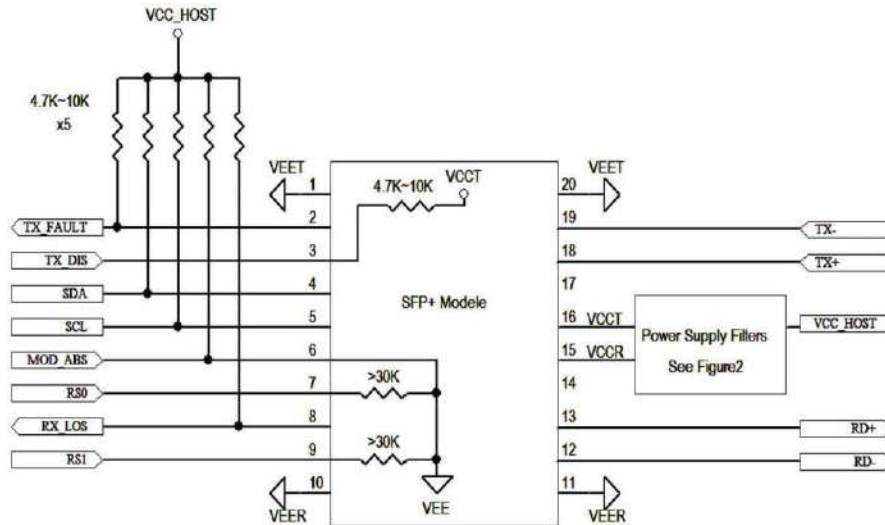 VCC_HOST
4.7K~10K
x5
VEET
1
4.7K~10K
VCCT
20
VEET
TX_FAULT
2
19
TX-
TX_DIS
3
18
TX+
SDA
4
17
SFP+ Modele
SCL
5
16
VCCT
Power Supply Filters
See Figure2
VCC_HOST
MOD_ABS
6
15
VCCR
RS0
7
>30K
14
RX_LOS
8
13
RD+
RS1
9
>30K
12
RD-
VEER
10
VEE
11
VEER